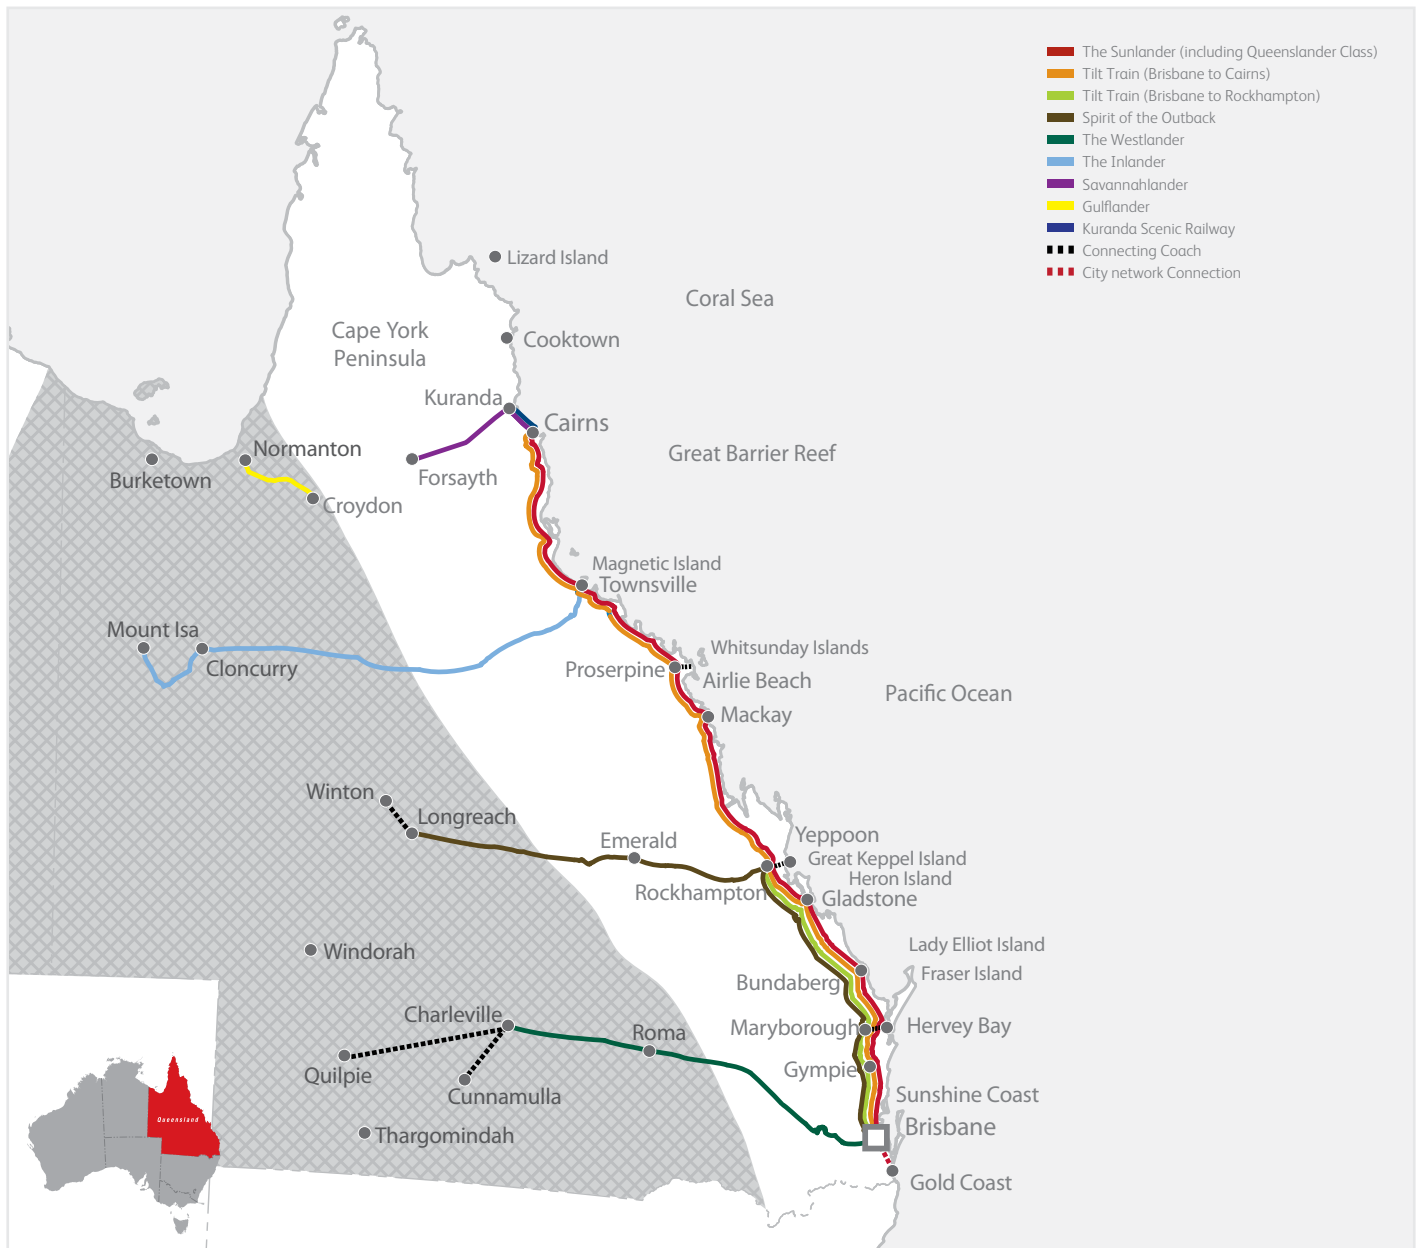 The Sunlander (including Queenslander Class)
Tilt Train (Brisbane to Cairns)
Tilt Train (Brisbane to Rockhampton)
Spirit of the Outback
The Westlander
The Inlander
Savannahlander
Gulflander
Kuranda Scenic Railway
Connecting Coach
City network Connection
Lizard Island
Coral Sea
Cape York
Peninsula
Cooktown
Kuranda
Cairns
Great Barrier Reef
Normanton
Burketown
Forsayth
Croydon
Magnetic Island
Townsville
Mount Isa
Cloncurry
Whitsunday Islands
Proserpine
Airlie Beach
Pacific Ocean
Mackay
Winton
Longreach
Emerald
Yeppoon
Great Keppel Island
Heron Island
Rockhampton
Gladstone
Windorah
Lady Elliot Island
Fraser Island
Bundaberg
Charleville
Roma
Maryborough
Hervey Bay
Quilpie
Gympie
Cunnamulla
Sunshine Coast
Brisbane
Thargomindah
Queensland
Gold Coast